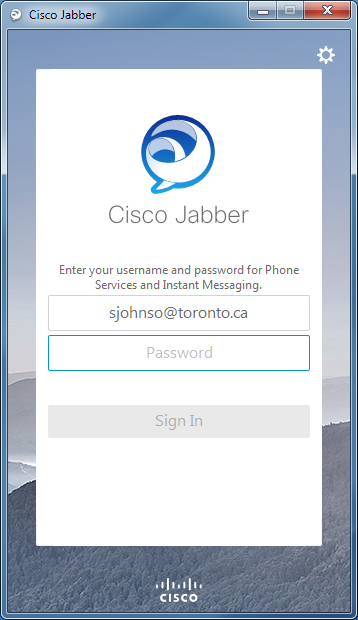 Cisco Jabber
Cisco Jabber
Enter your username and password for Phone
Services and Instant Messaging.
sjohnso@toronto.ca
Password
Sign In
CISCO